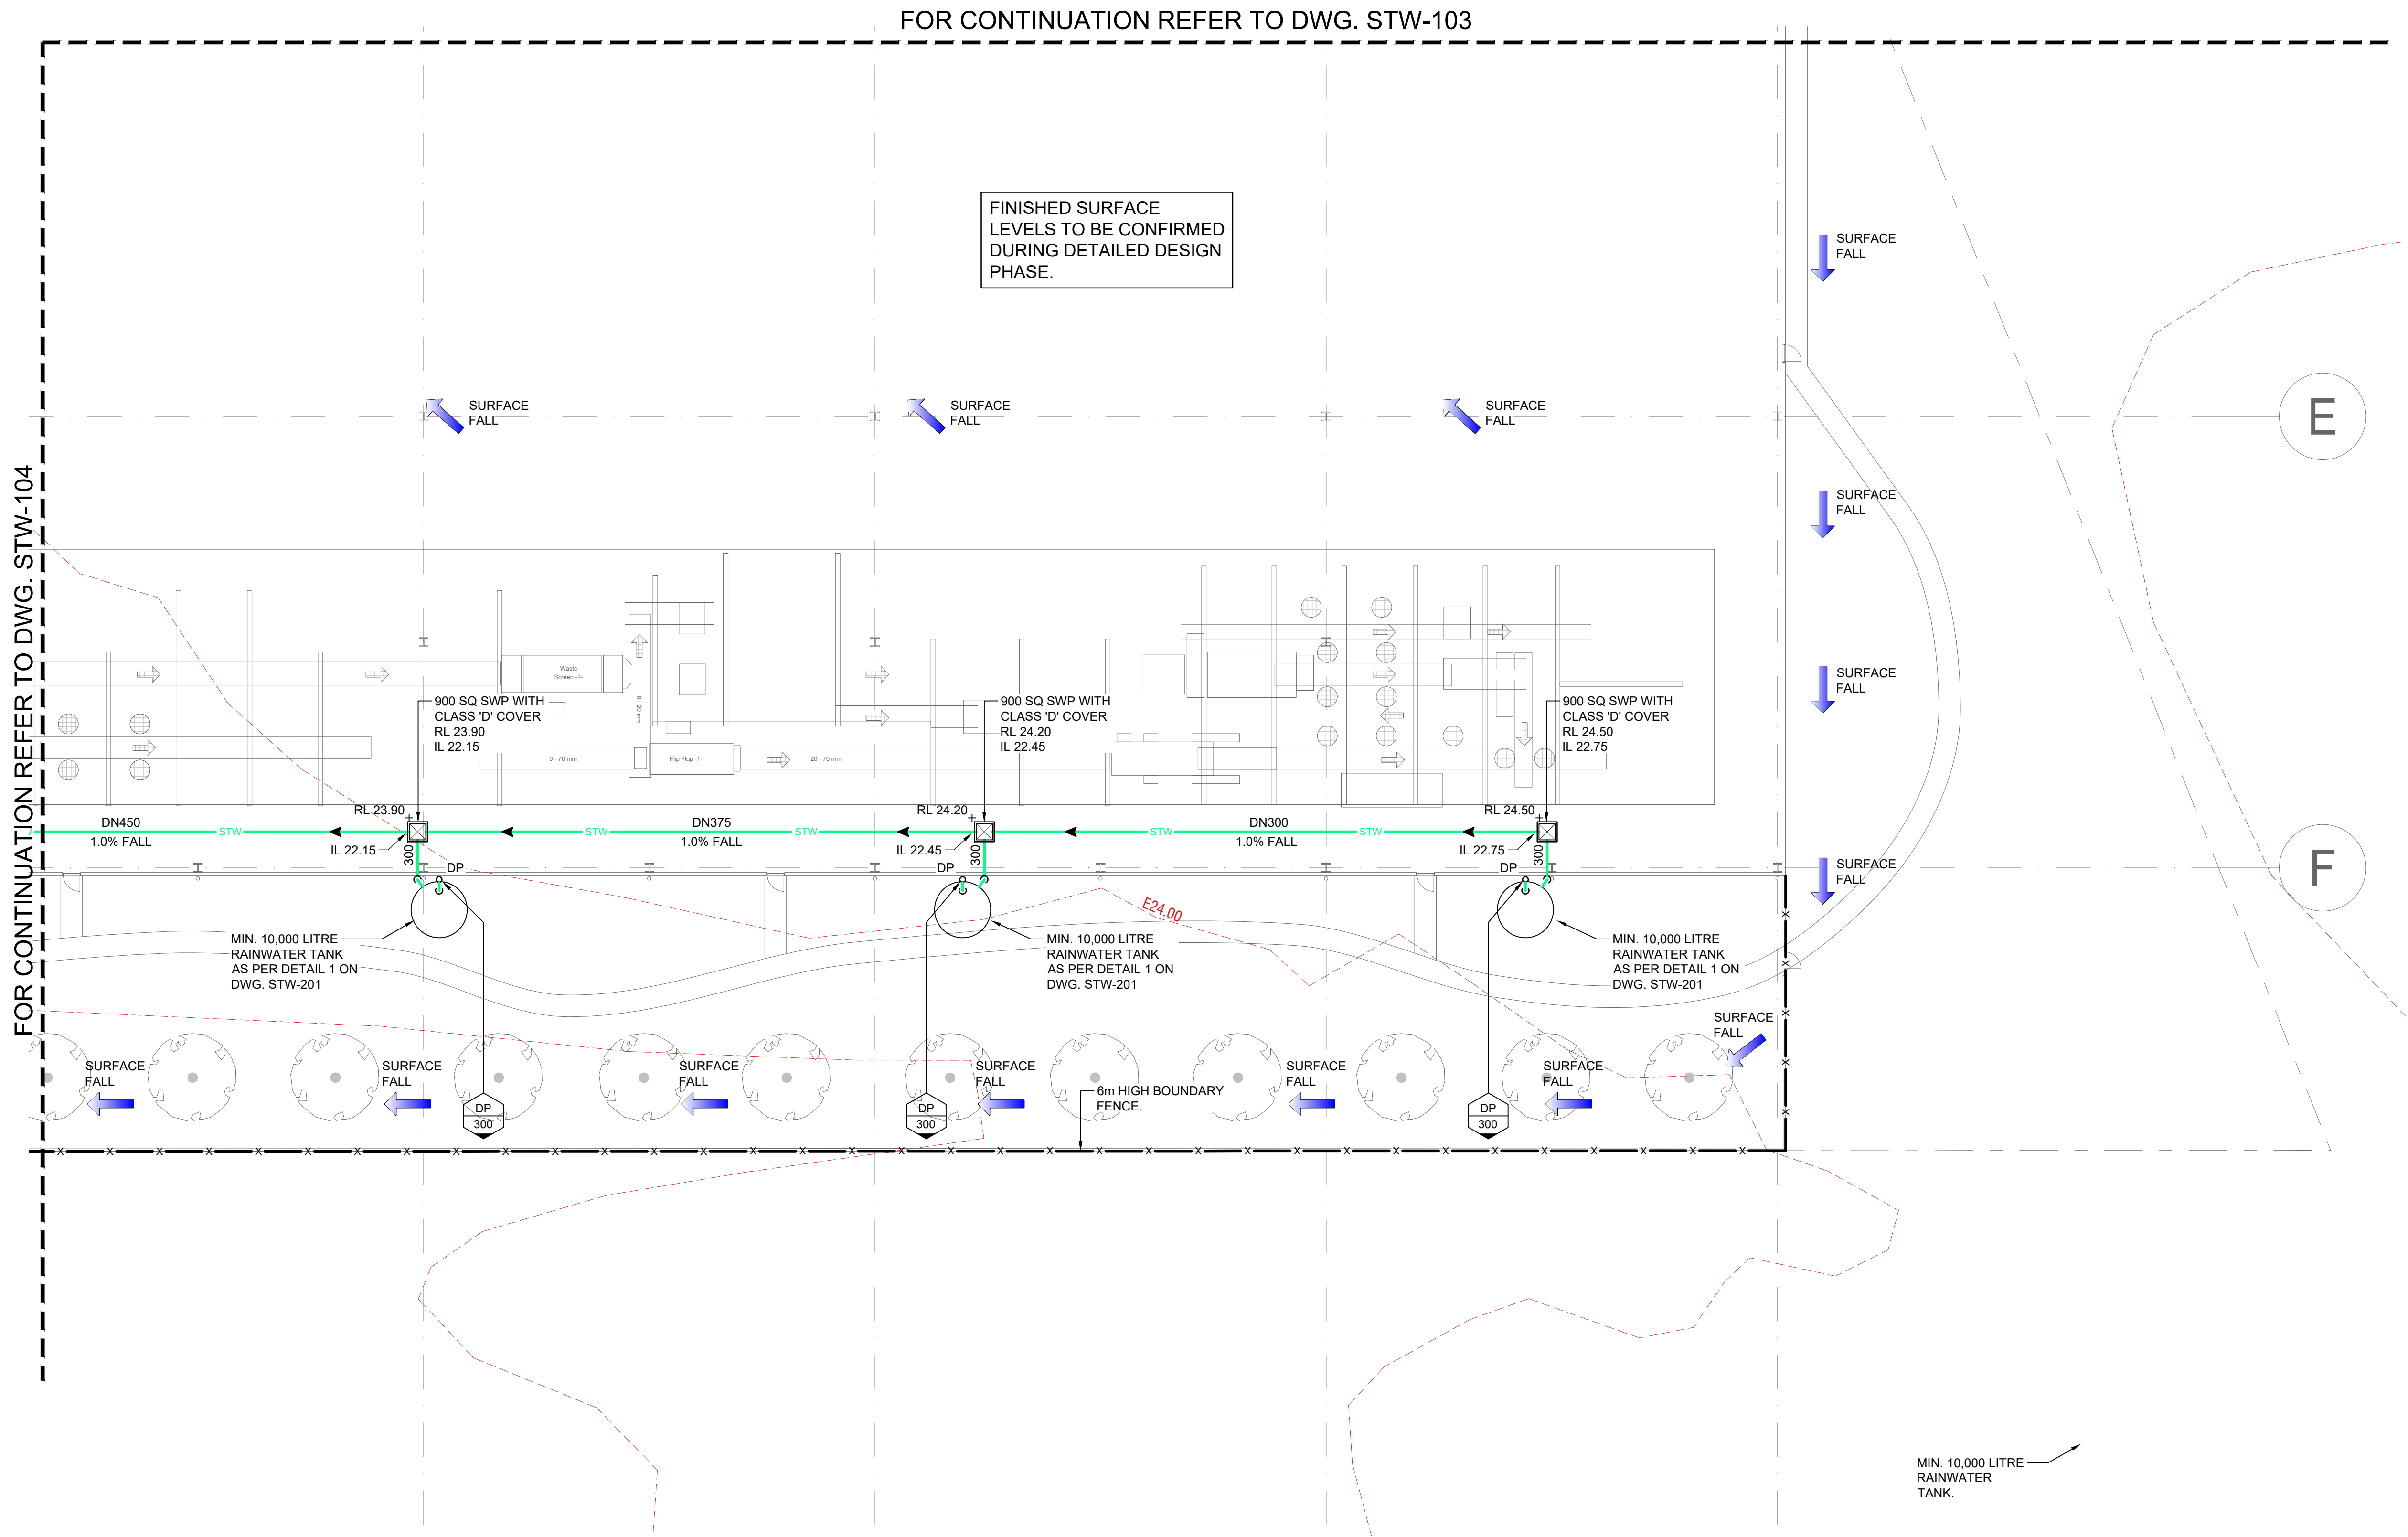 FOR CONTINUATION REFER TO DWG. STW-103
FOR CONTINUATION REFER TO DWG. STW-104
FINISHED SURFACE
LEVELS TO BE CONFIRMED
DURING DETAILED DESIGN
PHASE.
SURFACE
FALL
SURFACE
FALL
SURFACE
FALL
SURFACE
FALL
E
SURFACE
FALL
SURFACE
FALL
Waste
Screen -2-
0 - 20 mm
0 - 70 mm
Flip Flop -1-
20 - 70 mm
900 SQ SWP WITH
CLASS 'D' COVER
RL 23.90
IL 22.15
900 SQ SWP WITH
CLASS 'D' COVER
RL 24.20
IL 22.45
900 SQ SWP WITH
CLASS 'D' COVER
RL 24.50
IL 22.75
RL 23.90
RL 24.20
RL 24.50
DN450
1.0% FALL
STW
DN375
1.0% FALL
STW
STW
DN300
1.0% FALL
STW
STW
IL 22.15
300
DP
IL 22.45
300
DP
IL 22.75
300
DP
SURFACE
FALL
F
E24.00
MIN. 10,000 LITRE
RAINWATER TANK
AS PER DETAIL 1 ON
DWG. STW-201
MIN. 10,000 LITRE
RAINWATER TANK
AS PER DETAIL 1 ON
DWG. STW-201
MIN. 10,000 LITRE
RAINWATER TANK
AS PER DETAIL 1 ON
DWG. STW-201
SURFACE
FALL
SURFACE
FALL
SURFACE
FALL
SURFACE
FALL
SURFACE
FALL
SURFACE
FALL
SURFACE
FALL
DP
300
DP
300
DP
300
6m HIGH BOUNDARY
FENCE.
MIN. 10,000 LITRE
RAINWATER
TANK.